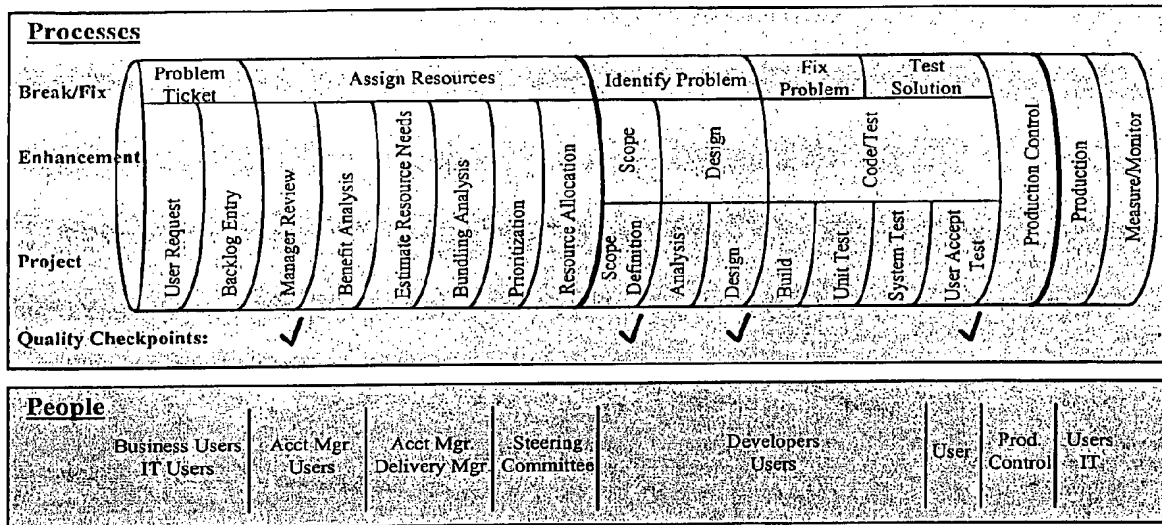 Processes
Break/Fix
Problem
Ticket
Assign Resources
Identify Problem
Fix
Problem
Test
Solution
Enhancement
Scope
Design
Code/Test
Project
User Request
Backlog Entry
Manager Review
Benefit Analysis
Estimate Resource Needs
Bundling Analysis
Prioritization
Resource Allocation
Scope
Definition
Analysis
Design
Build
Unit Test
System Test
User Accept
Test
Production Control
Production
Measure/Monitor
Quality Checkpoints:
People
Business Users
IT Users
Acct Mgr.
Users
Acct Mgr.
Delivery Mgr.
Steering
Committee
Developers
Users
User
Prod.
Control
Users
IT